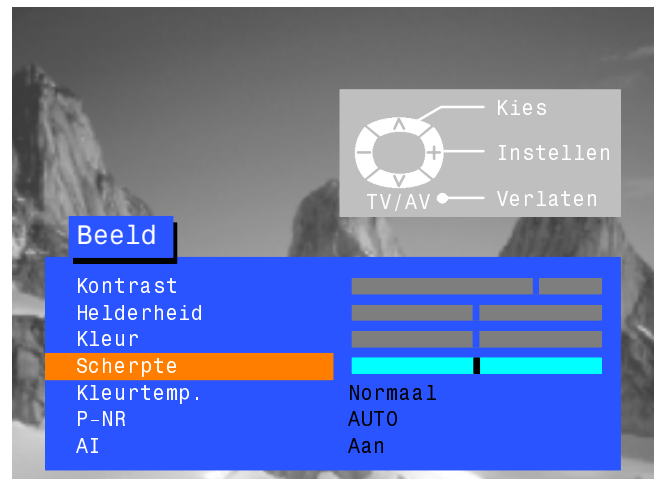 Kies
Instellen
TV/AV Verlaten
Beeld
Kontrast
Helderheid
Kleur
Scherpte
Kleurtemp. Normaal
P-NR AUTO
AI Aan